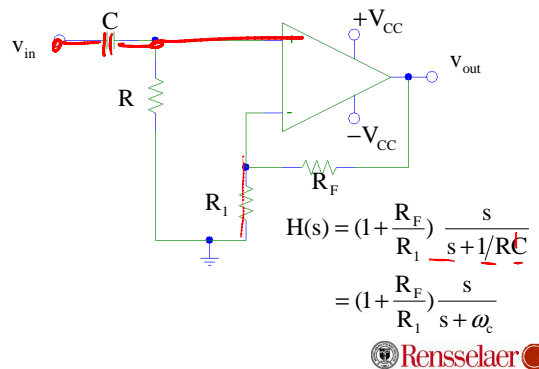 C
+V_CC
v_in
+
v_out
R
-
−V_CC
R_F
R_1
H(s) = (1+ R_F/R_1) s/(s+1/RC)
= (1+ R_F/R_1) s/(s+ω_c)
Rensselaer